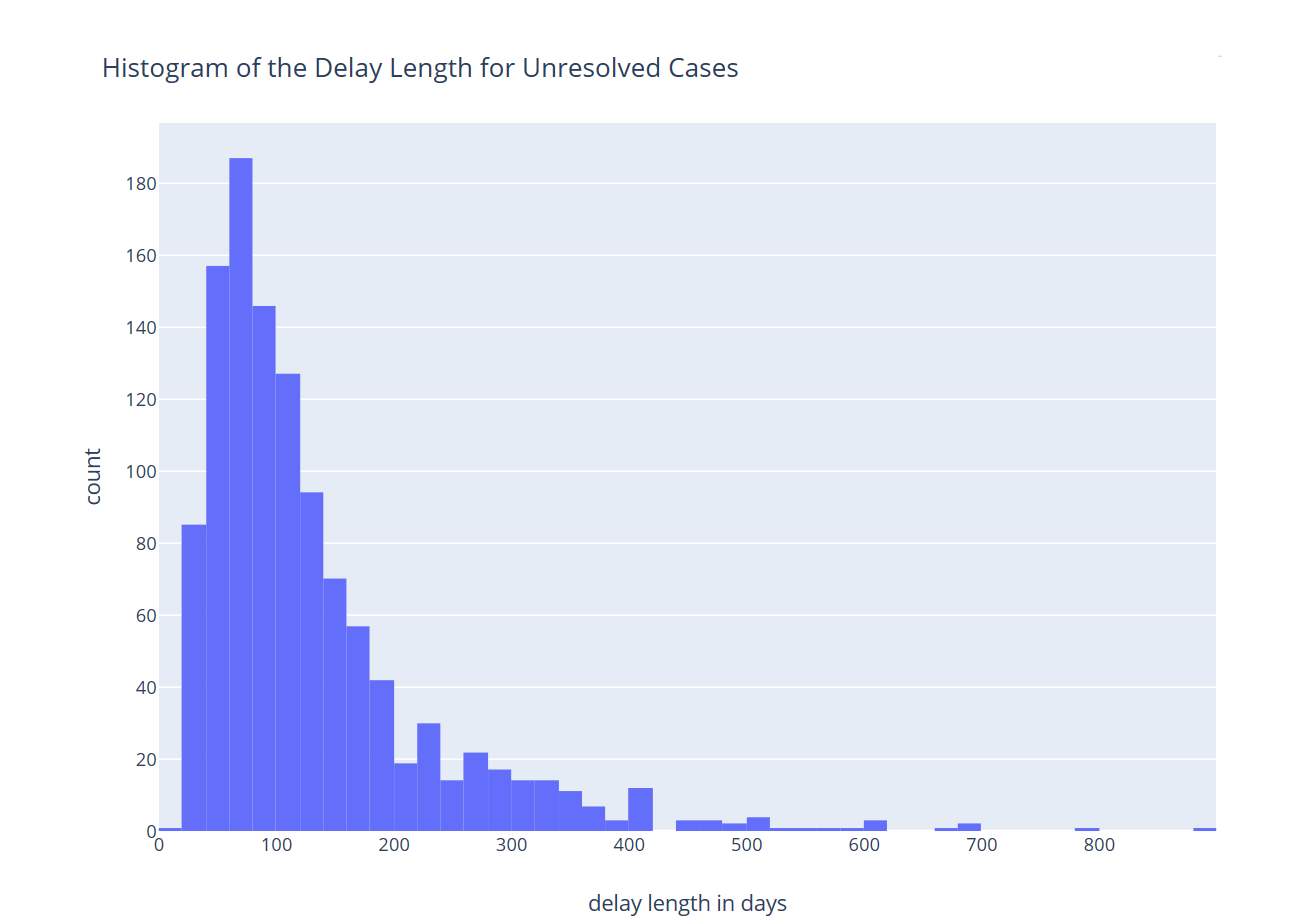 Histogram of the Delay Length for Unresolved Cases
180
160
140
120
100
80
60
40
20
0
count
0 100 200 300 400 500 600 700 800
delay length in days